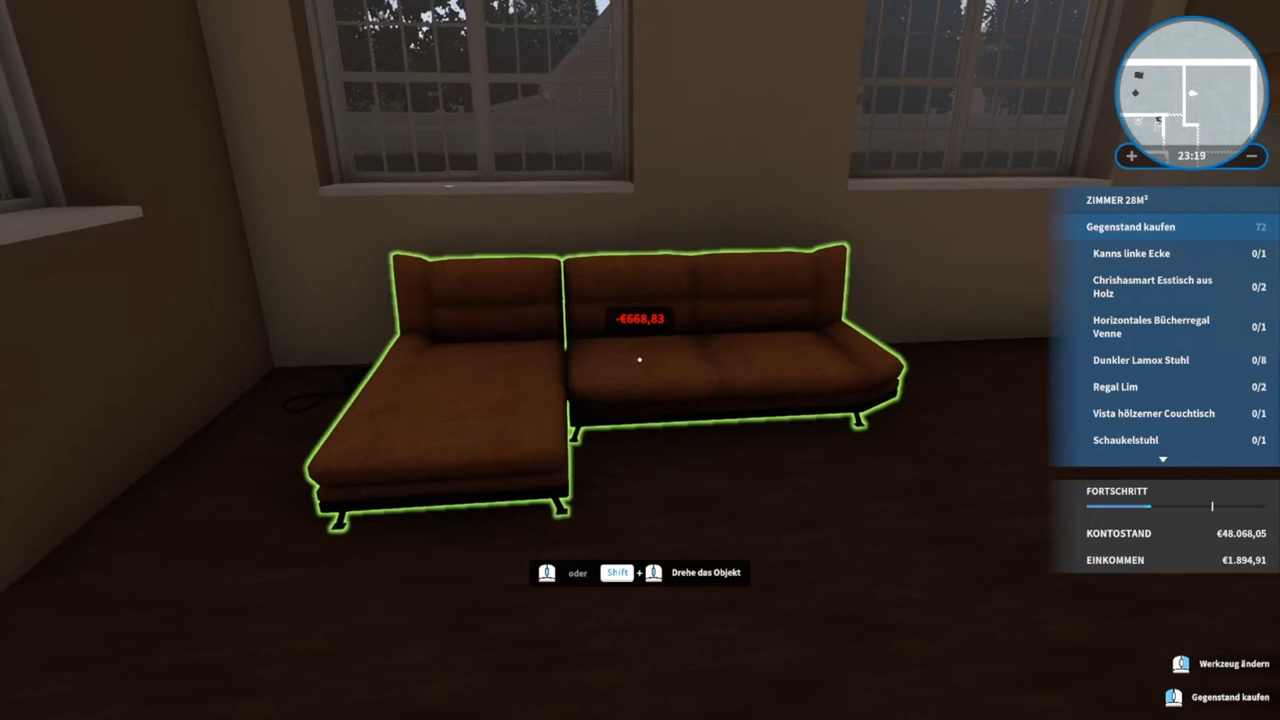 23:19
ZIMMER 28M²
Gegenstand kaufen 72
Kanns linke Ecke 0/1
Chrishasmart Esstisch aus
Holz 0/2
Horizontales Bücherregal
Venne 0/1
Dunkler Lamox Stuhl 0/8
Regal Lim 0/2
Vista hölzerner Couchtisch 0/1
Schaukelstuhl 0/1
-€668,83
FORTSCHRITT
KONTOSTAND €48.068,05
EINKOMMEN €1.894,91
oder Shift + Drehe das Objekt
Werkzeug ändern
Gegenstand kaufen